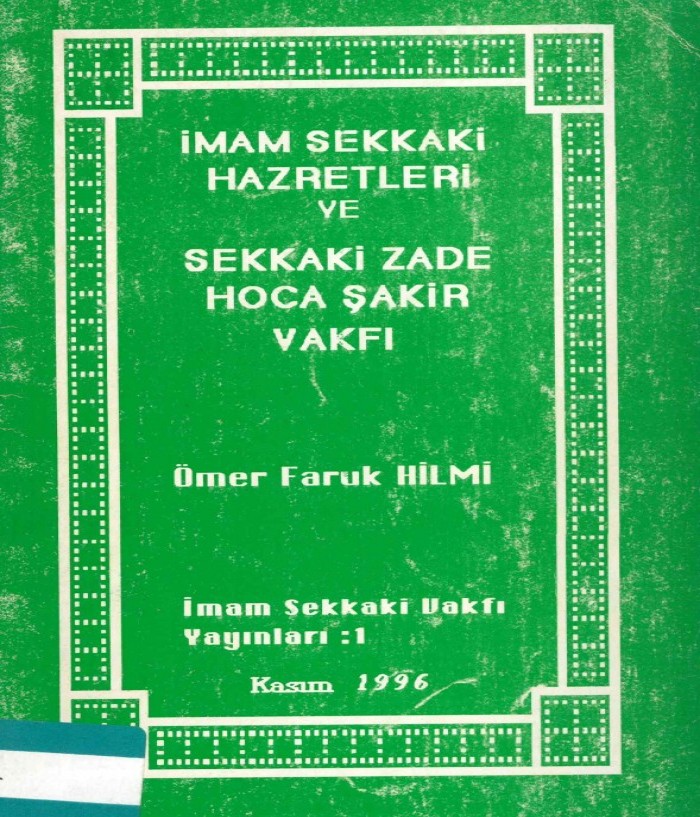 İMAM SEKKAKİ
HAZRETLERİ
VE
SEKKAKİ ZADE
HOCA ŞAKİR
VAKFI
Ömer Faruk HİLMİ
İmam Sekkaki Vakfı
Yayınları :1
Kasım 1996